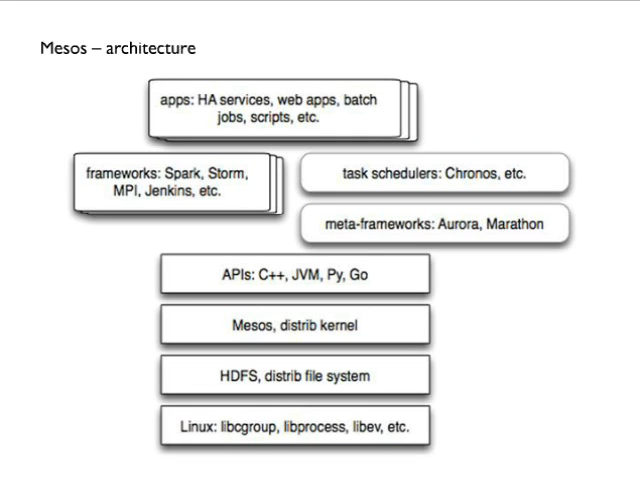 Mesos – architecture
apps: HA services, web apps, batch
jobs, scripts, etc.
frameworks: Spark, Storm,
MPI, Jenkins, etc.
task schedulers: Chronos, etc.
meta-frameworks: Aurora, Marathon
APIs: C++, JVM, Py, Go
Mesos, distrib kernel
HDFS, distrib file system
Linux: libcgroup, libprocess, libev, etc.